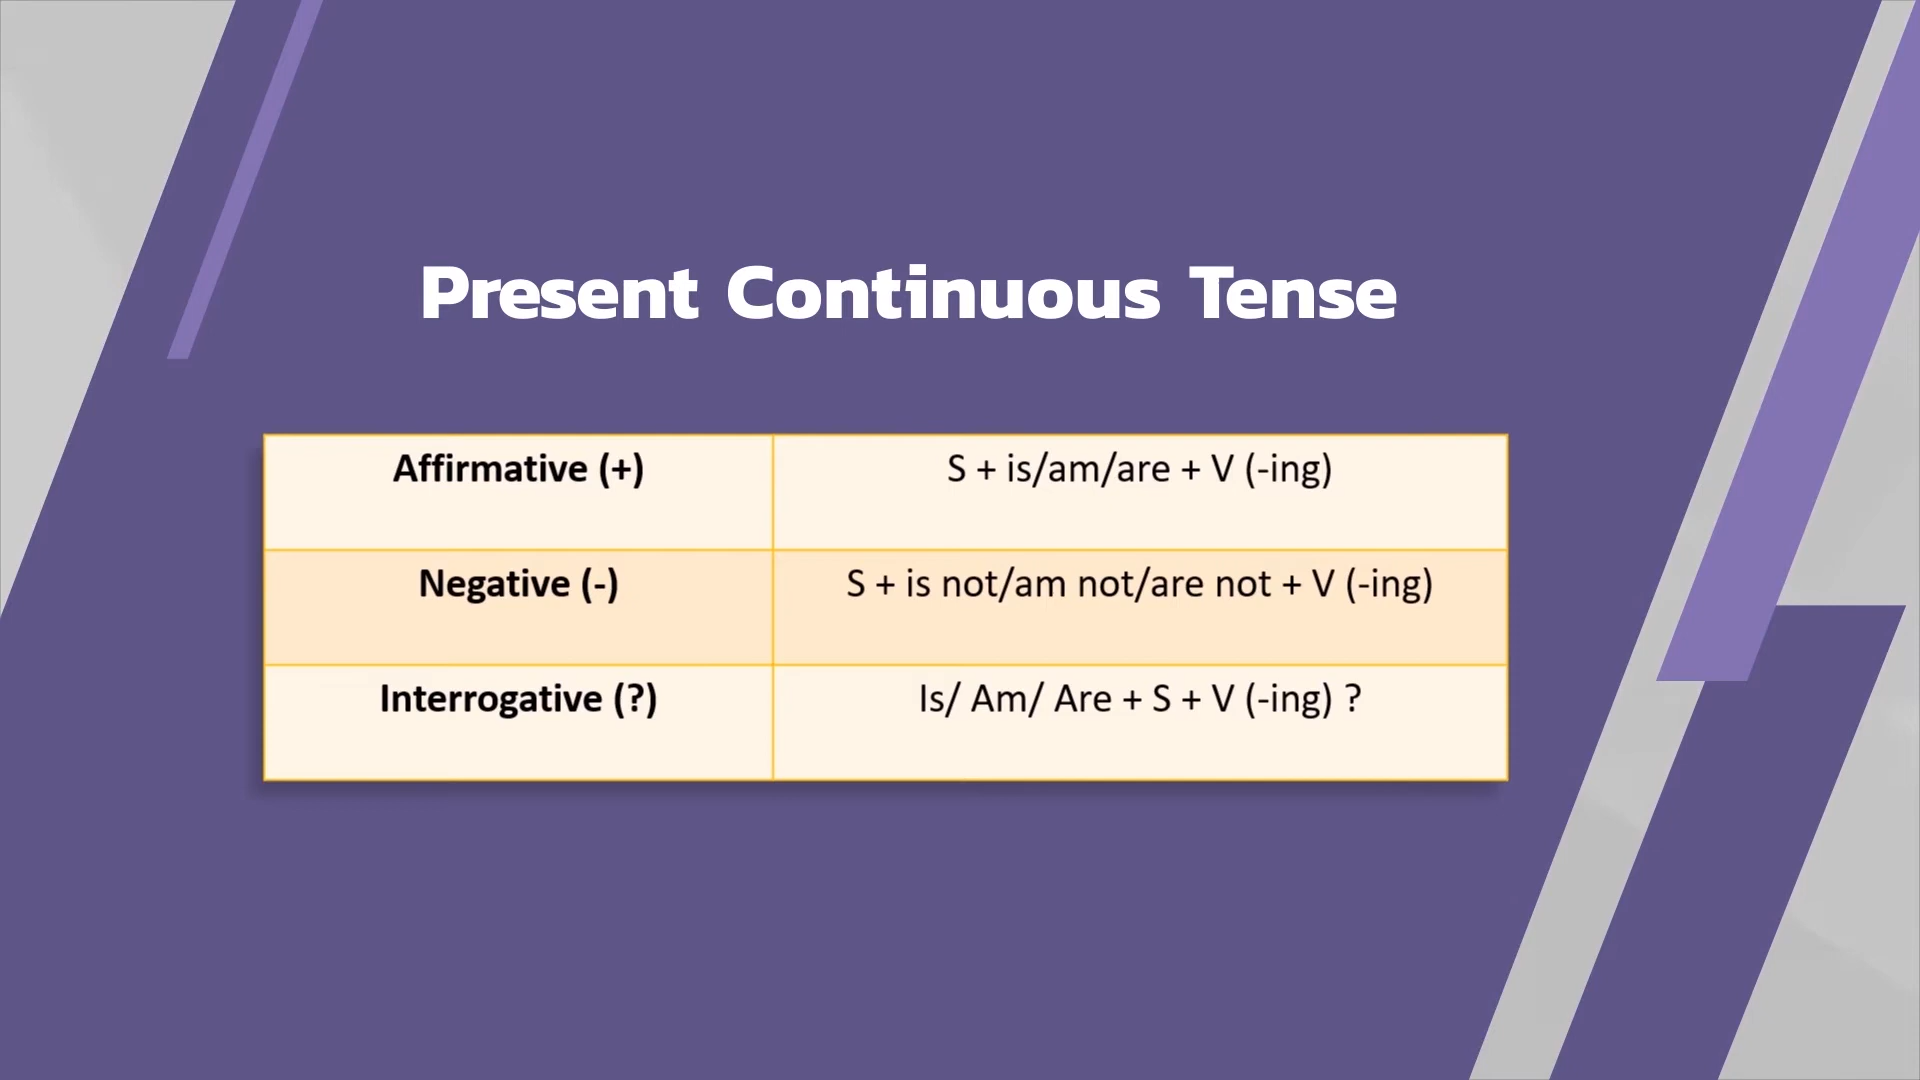 Present Continuous Tense
Affirmative (+) S + is/am/are + V (-ing)
Negative (-) S + is not/am not/are not + V (-ing)
Interrogative (?) Is/ Am/ Are + S + V (-ing) ?